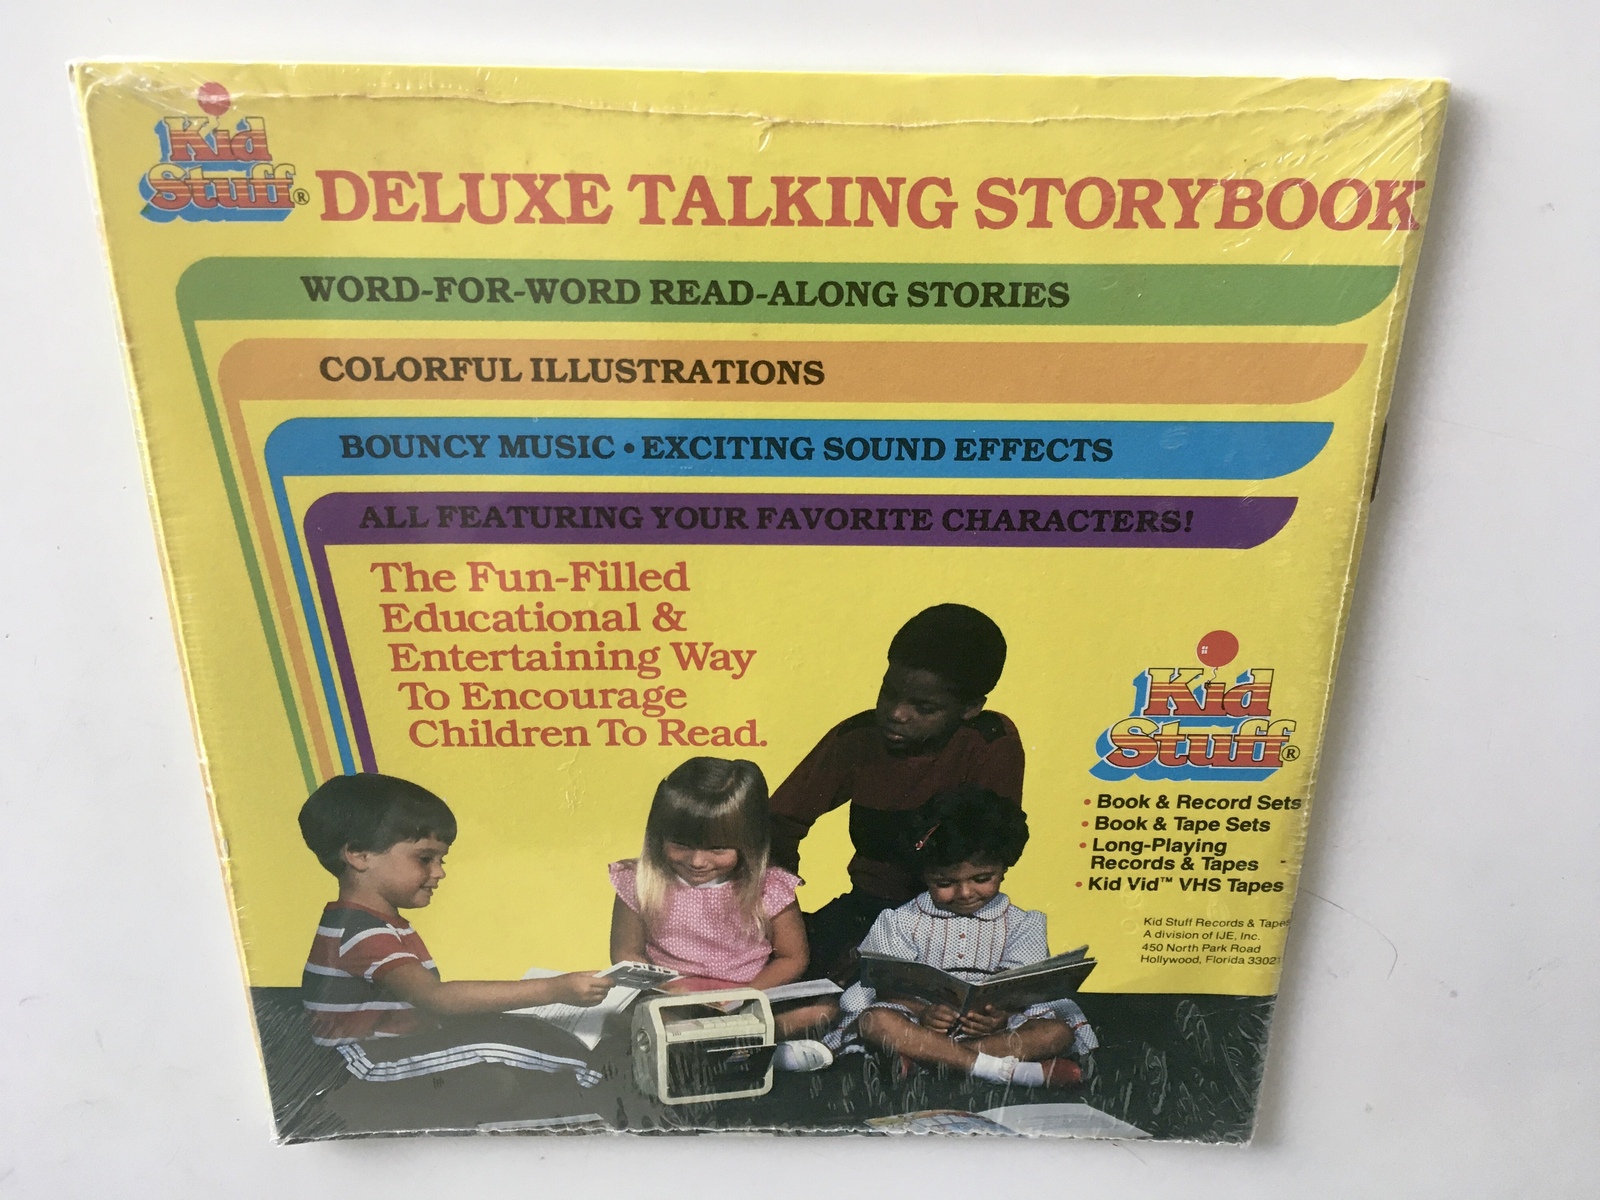 Kid
Stuff®
DELUXE TALKING STORYBOOK
WORD-FOR-WORD READ-ALONG STORIES
COLORFUL ILLUSTRATIONS
BOUNCY MUSIC • EXCITING SOUND EFFECTS
ALL FEATURING YOUR FAVORITE CHARACTERS!
The Fun-Filled
Educational &
Entertaining Way
To Encourage
Children To Read.
Kid
Stuff®
• Book & Record Sets
• Book & Tape Sets
• Long-Playing
Records & Tapes
• Kid Vid™ VHS Tapes
Kid Stuff Records & Tapes
A division of IJE, Inc.
450 North Park Road
Hollywood, Florida 33021